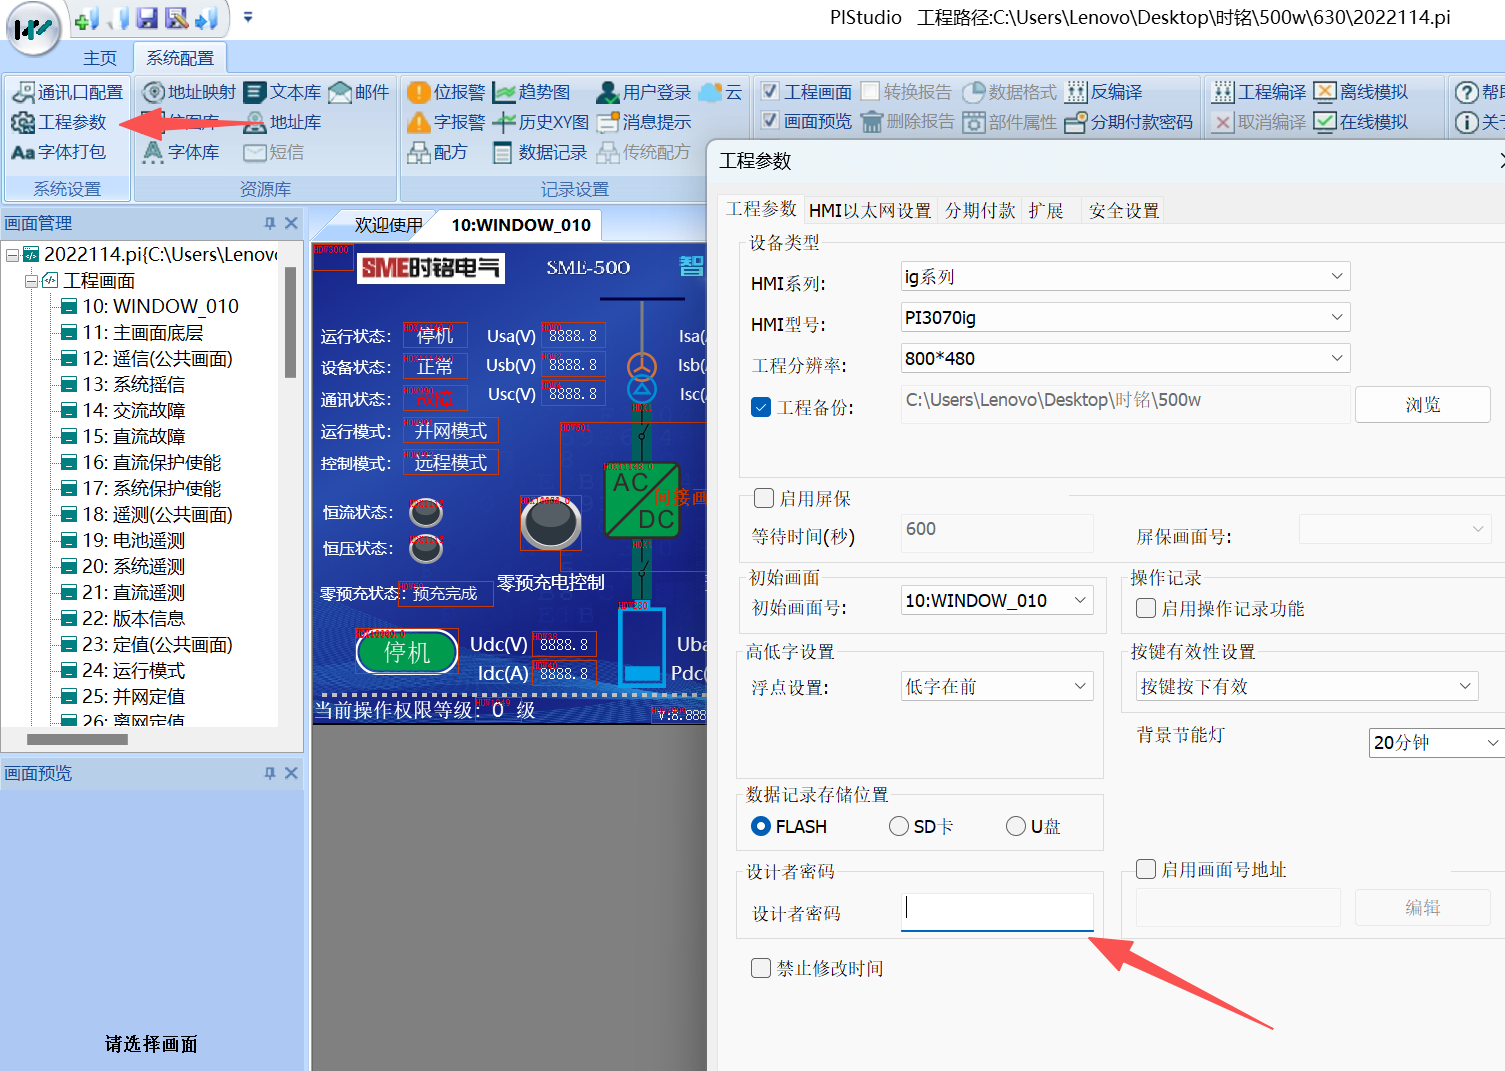 PIStudio 工程路径:C:\Users\Lenovo\Desktop\时铭\500w\630\2022114.pi
主页 系统配置
通讯口配置 地址映射 文本库 邮件 位报警 趋势图 用户登录 云 工程画面 转换报告 数据格式 反编译 工程编译 离线模拟
工程参数 地址库 字报警 历史XY图 消息提示 画面预览 删除报告 部件属性 分期付款密码 取消编译 在线模拟
Aa 字体打包 字体库 短信 配方 数据记录 传统配方
系统设置 资源库 记录设置
画面管理
欢迎使用 10:WINDOW_010
2022114.pi{C:\Users\Lenovo
工程画面
10: WINDOW_010
11: 主画面底层
12: 遥信(公共画面)
13: 系统摇信
14: 交流故障
15: 直流故障
16: 直流保护使能
17: 系统保护使能
18: 遥测(公共画面)
19: 电池遥测
20: 系统遥测
21: 直流遥测
22: 版本信息
23: 定值(公共画面)
24: 运行模式
25: 并网定值
26: 离网定值
画面预览
请选择画面
SME时铭电气 SME-500 智
运行状态: 停机 Usa(V) 8888.8 Isa(
设备状态: 正常 Usb(V) 8888.8 Isb(
通讯状态: Usc(V) 8888.8 Isc(
运行模式: 并网模式
控制模式: 远程模式
AC
DC
恒流状态:
恒压状态:
零预充电控制
零预充状态: 预充完成
停机 Udc(V) 8888.8 Uba
Idc(A) 8888.8 Pdc(
当前操作权限等级: 0 级 V:8.888
工程参数
工程参数 HMI以太网设置 分期付款 扩展 安全设置
设备类型
HMI系列: ig系列
HMI型号: PI3070ig
工程分辨率: 800*480
工程备份: C:\Users\Lenovo\Desktop\时铭\500w 浏览
启用屏保
等待时间(秒) 600 屏保画面号:
初始画面 操作记录
初始画面号: 10:WINDOW_010 启用操作记录功能
高低字设置 按键有效性设置
浮点设置: 低字在前 按键按下有效
背景节能灯 20分钟
数据记录存储位置
FLASH SD卡 U盘
设计者密码 启用画面号地址
设计者密码 编辑
禁止修改时间